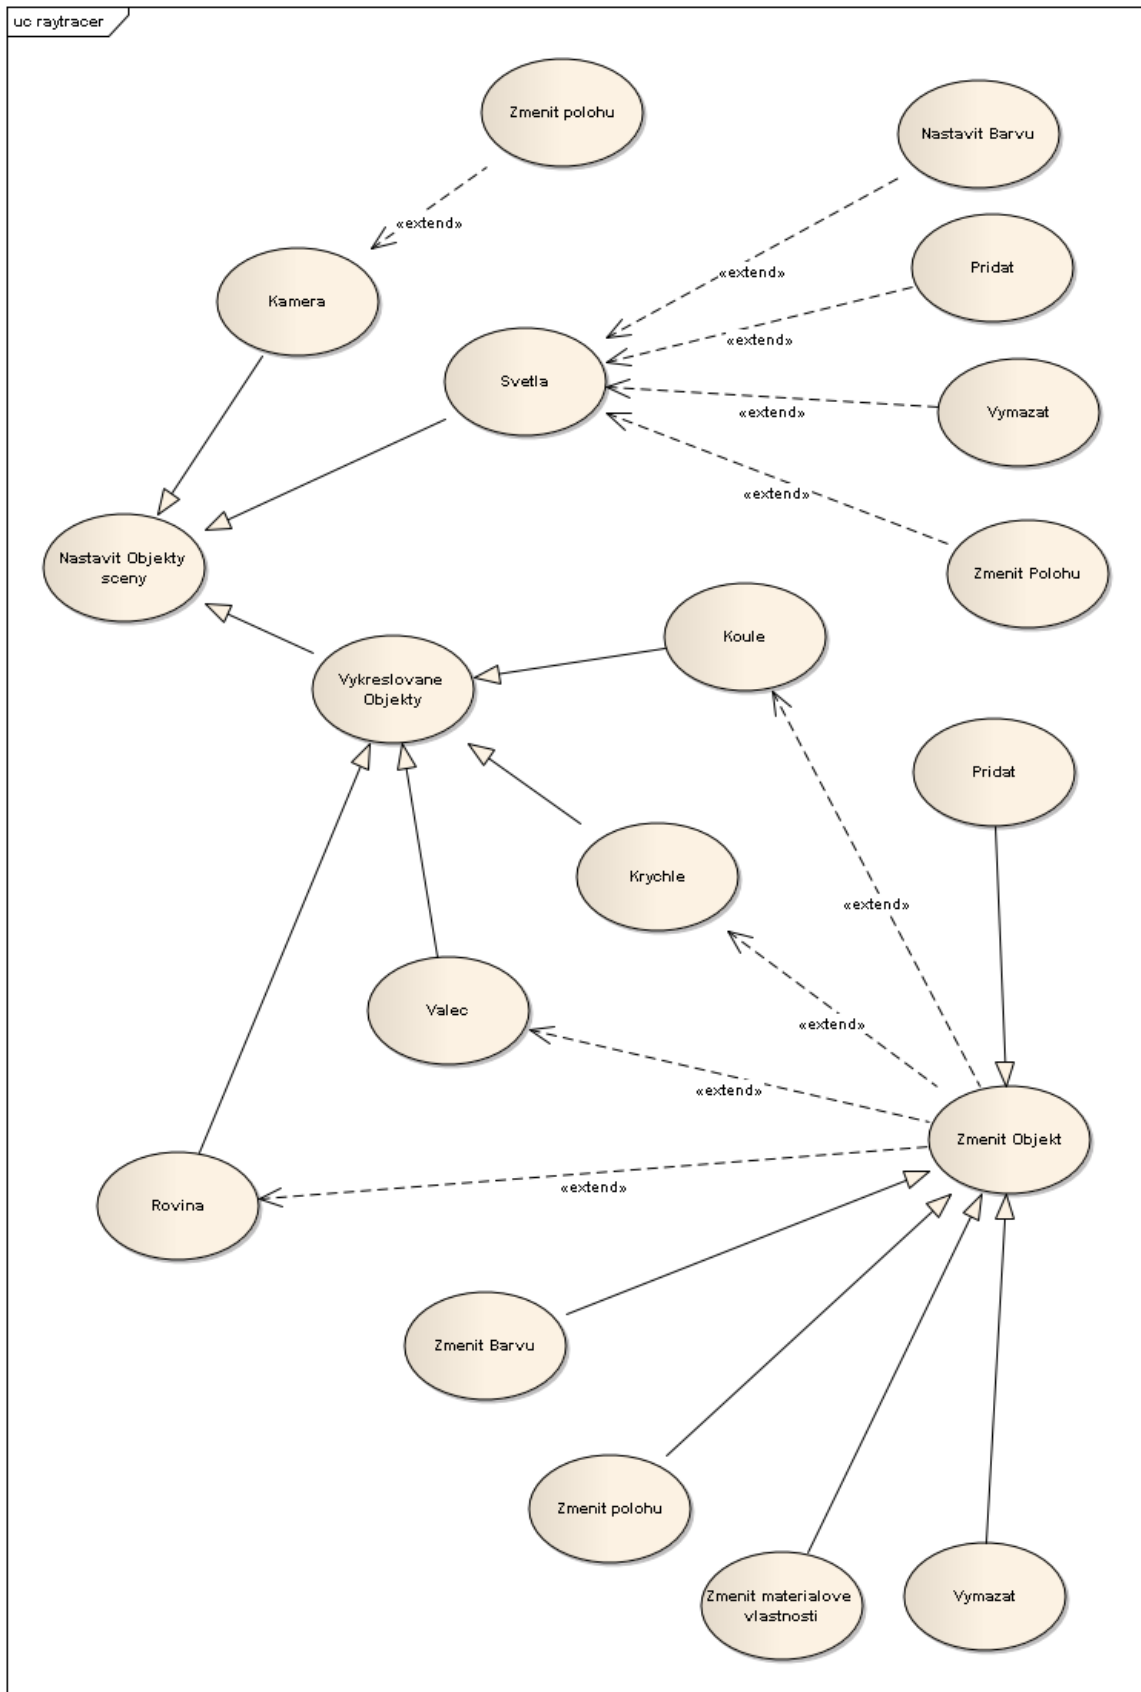 uc raytracer
Zmenit polohu
Nastavit Barvu
«extend»
Pridat
«extend»
Kamera
«extend»
Svetla
Vymazat
«extend»
«extend»
Nastavit Objekty
sceny
Zmenit Polohu
Koule
Vykreslovane
Objekty
Pridat
Krychle
«extend»
Valec
«extend»
«extend»
Zmenit Objekt
«extend»
Rovina
Zmenit Barvu
Zmenit polohu
Zmenit materialove
vlastnosti
Vymazat